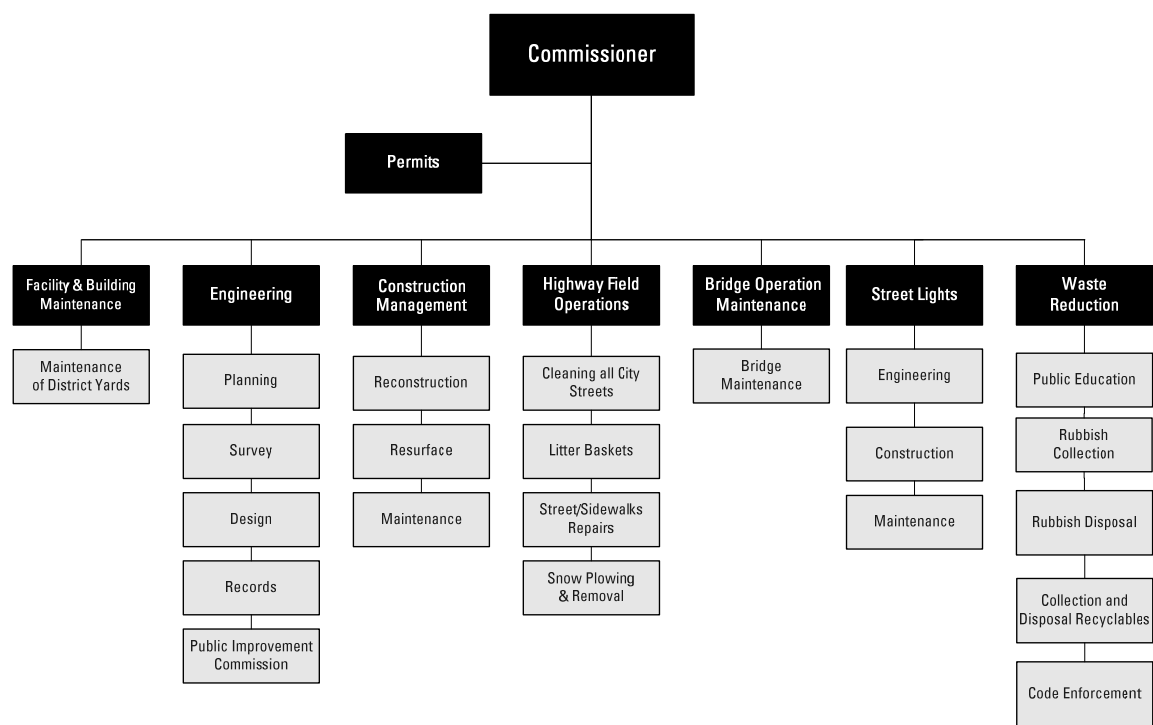 Commissioner
Permits
Facility & Building
Maintenance
Maintenance
of District Yards
Engineering
Planning
Survey
Design
Records
Public Improvement
Commission
Construction
Management
Reconstruction
Resurface
Maintenance
Highway Field
Operations
Cleaning all City
Streets
Litter Baskets
Street/Sidewalks
Repairs
Snow Plowing
& Removal
Bridge Operation
Maintenance
Bridge
Maintenance
Street Lights
Engineering
Construction
Maintenance
Waste
Reduction
Public Education
Rubbish
Collection
Rubbish Disposal
Collection and
Disposal Recyclables
Code Enforcement